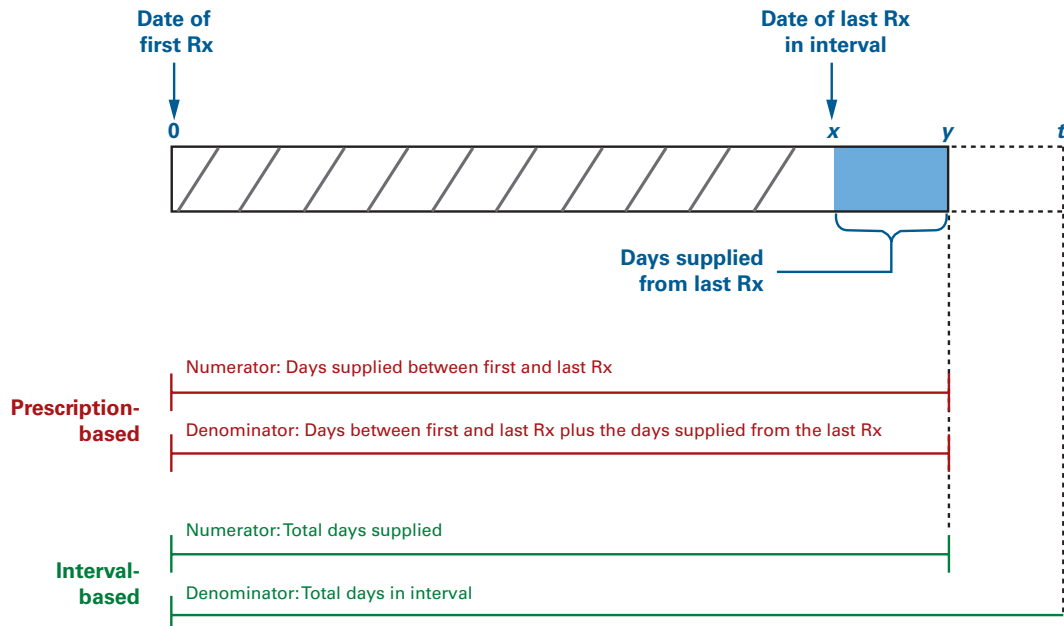 Date of
first Rx
Date of last Rx
in interval
0
x
y
t
Days supplied
from last Rx
Prescription-
based
Numerator: Days supplied between first and last Rx
Denominator: Days between first and last Rx plus the days supplied from the last Rx
Interval-
based
Numerator: Total days supplied
Denominator: Total days in interval